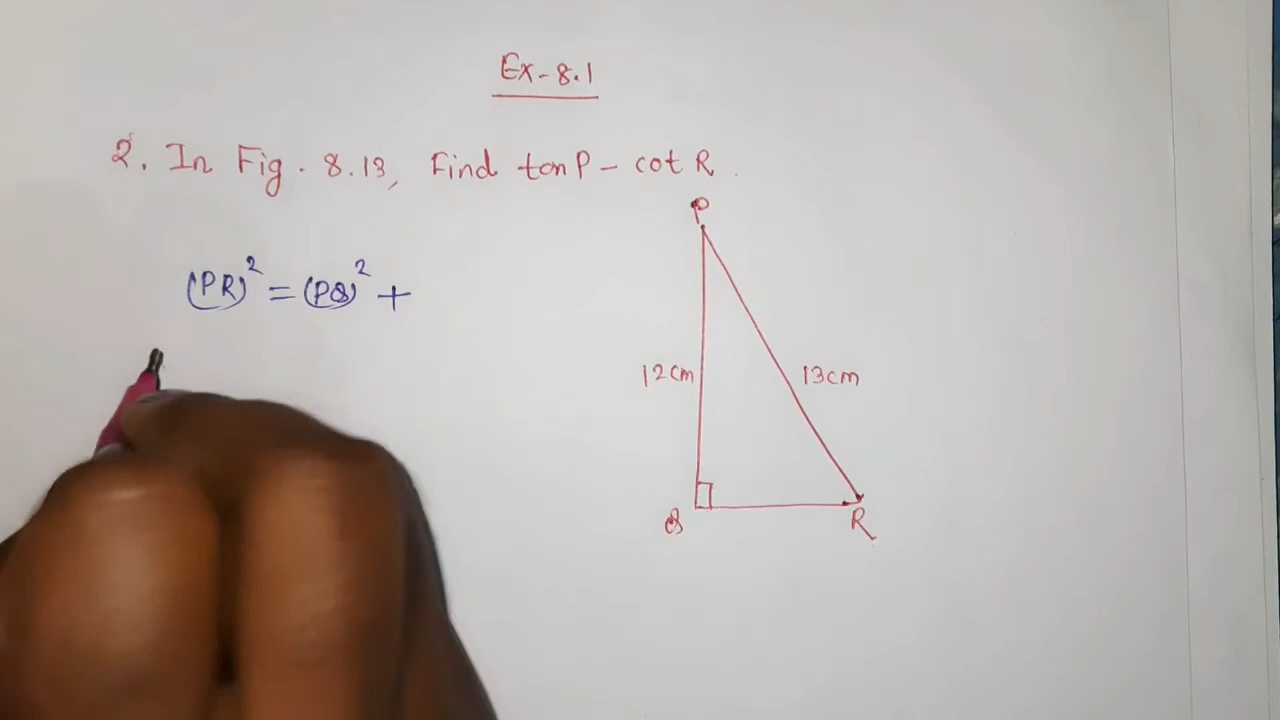 Ex-8.1
2. In Fig. 8.13, Find tan P - cot R.
P
(PR)² = (PQ)² +
12cm
13cm
Q
R